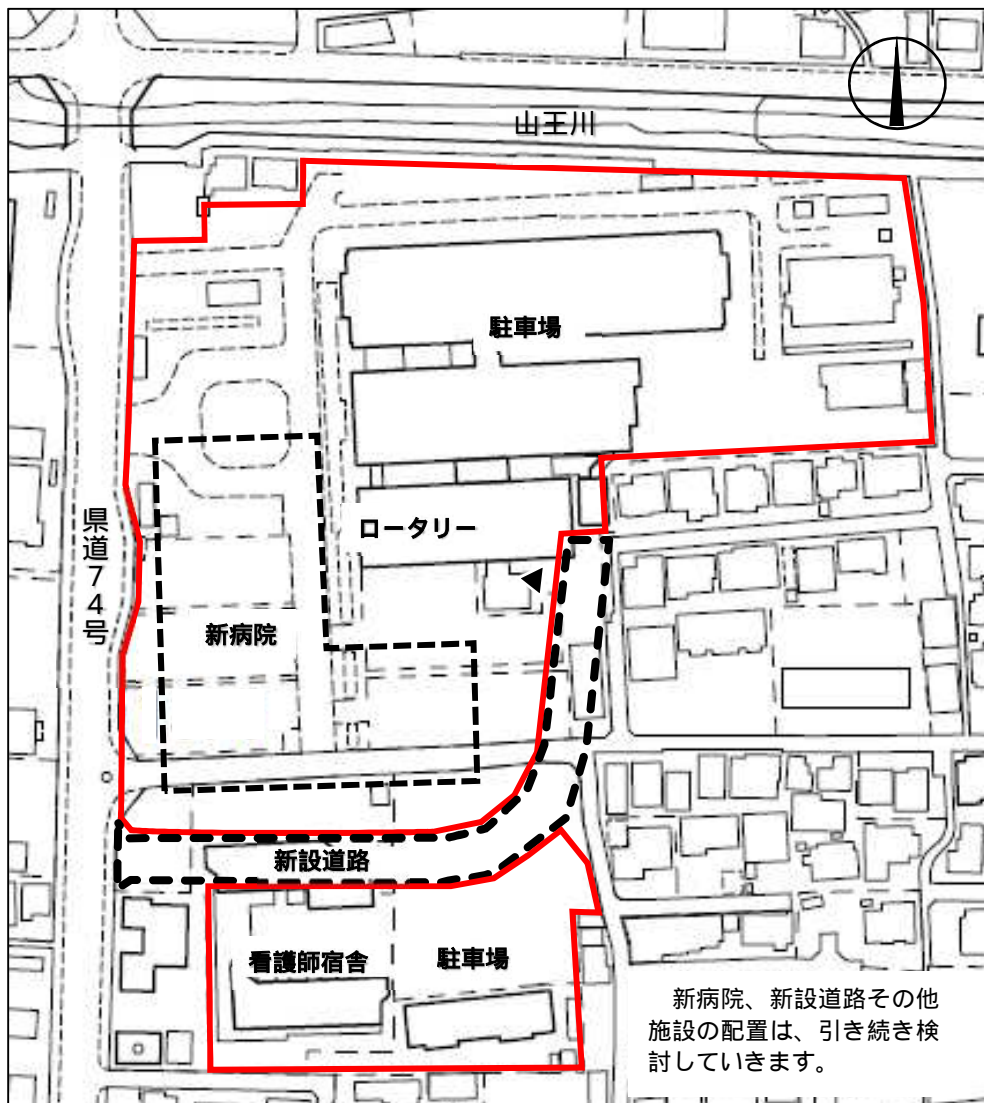 山王川
駐車場
ロータリー
県道74号
新病院
新設道路
看護師宿舎
駐車場
新病院、新設道路その他
施設の配置は、引き続き検
討していきます。